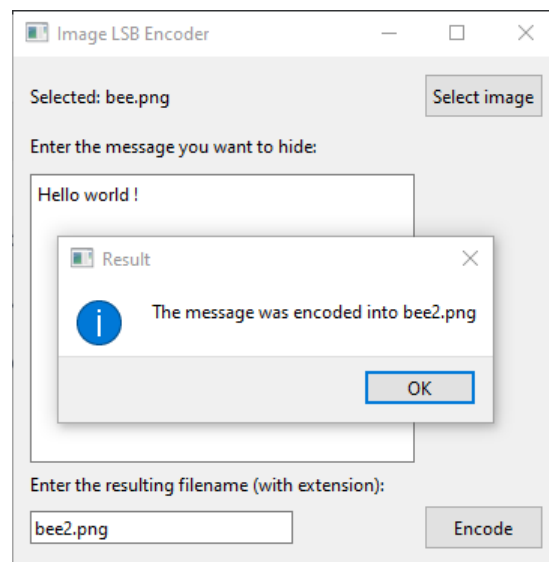 Image LSB Encoder
Selected: bee.png
Select image
Enter the message you want to hide:
Hello world !
Result
The message was encoded into bee2.png
OK
Enter the resulting filename (with extension):
bee2.png
Encode